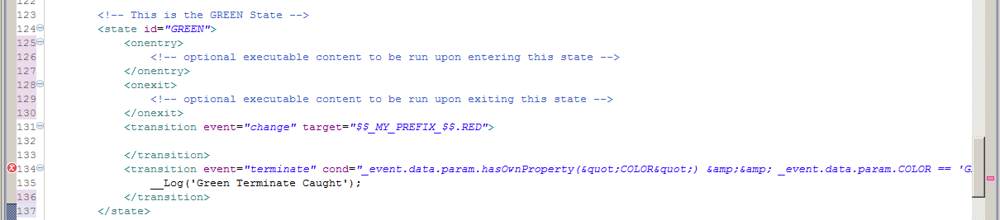 122
123 <!-- This is the GREEN State -->
124 <state id="GREEN">
125 <onentry>
126 <!-- optional executable content to be run upon entering this state -->
127 </onentry>
128 <onexit>
129 <!-- optional executable content to be run upon exiting this state -->
130 </onexit>
131 <transition event="change" target="$$_MY_PREFIX_$$.RED">
132
133 </transition>
134 <transition event="terminate" cond="_event.data.param.hasOwnProperty(&quot;COLOR&quot;) &amp;&amp; _event.data.param.COLOR == 'G
135 __Log('Green Terminate Caught');
136 </transition>
137 </state>